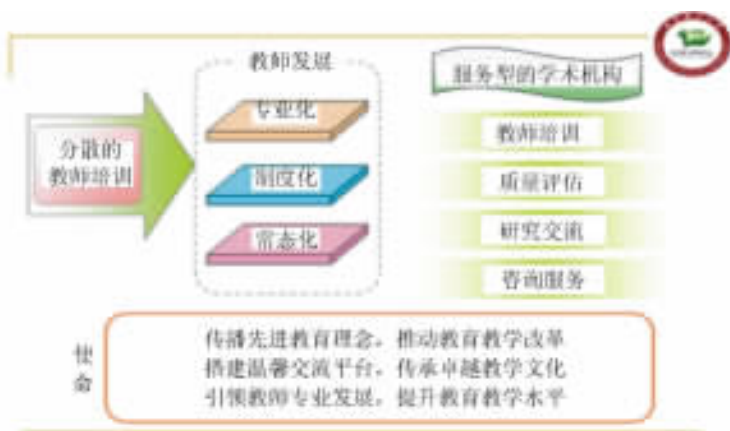 教师发展
服务型的学术机构
分散的
教师培训
专业化
制度化
常态化
教师培训
质量评估
研究交流
咨询服务
使命
传播先进教育理念，推动教育教学改革
搭建温馨交流平台，传承卓越教学文化
引领教师专业发展，提升教育教学水平